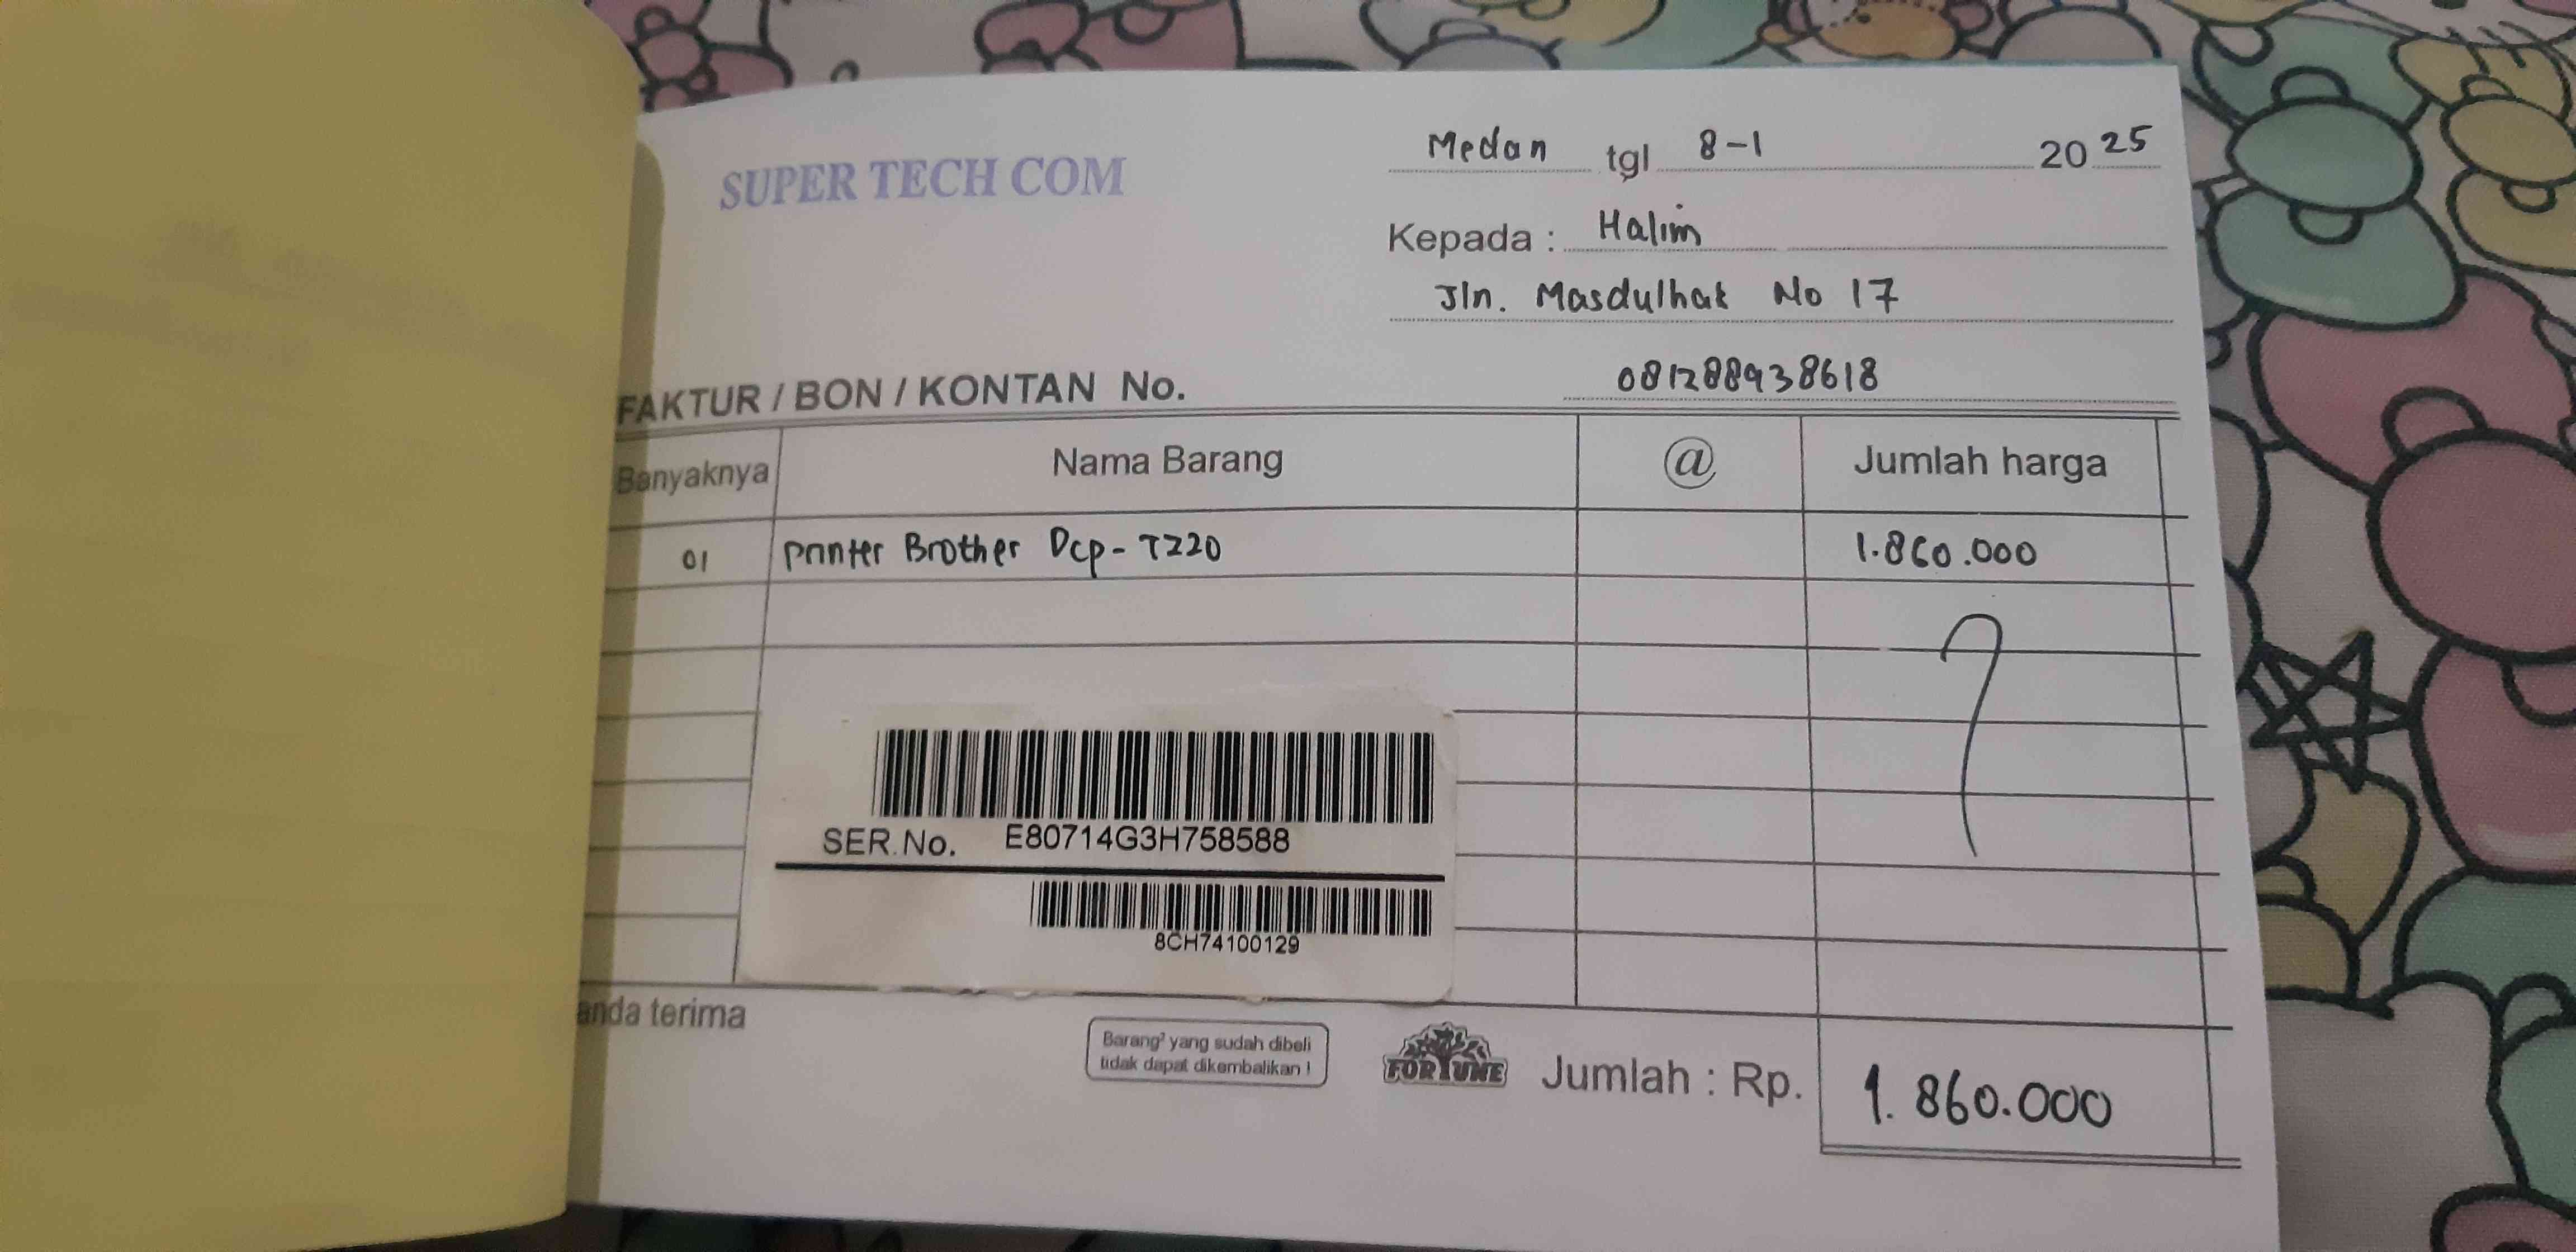 SUPER TECH COM
Medan tgl 8-1 2025
Kepada : Halim
Jln. Masdulhak No 17
081288938618
FAKTUR / BON / KONTAN No.
Banyaknya Nama Barang @ Jumlah harga
01 Printer Brother Dcp-T220 1.860.000
SER.No. E80714G3H758588
8CH74100129
anda terima
Barang² yang sudah dibeli
tidak dapat dikembalikan !
FORTUNE
Jumlah : Rp. 1.860.000